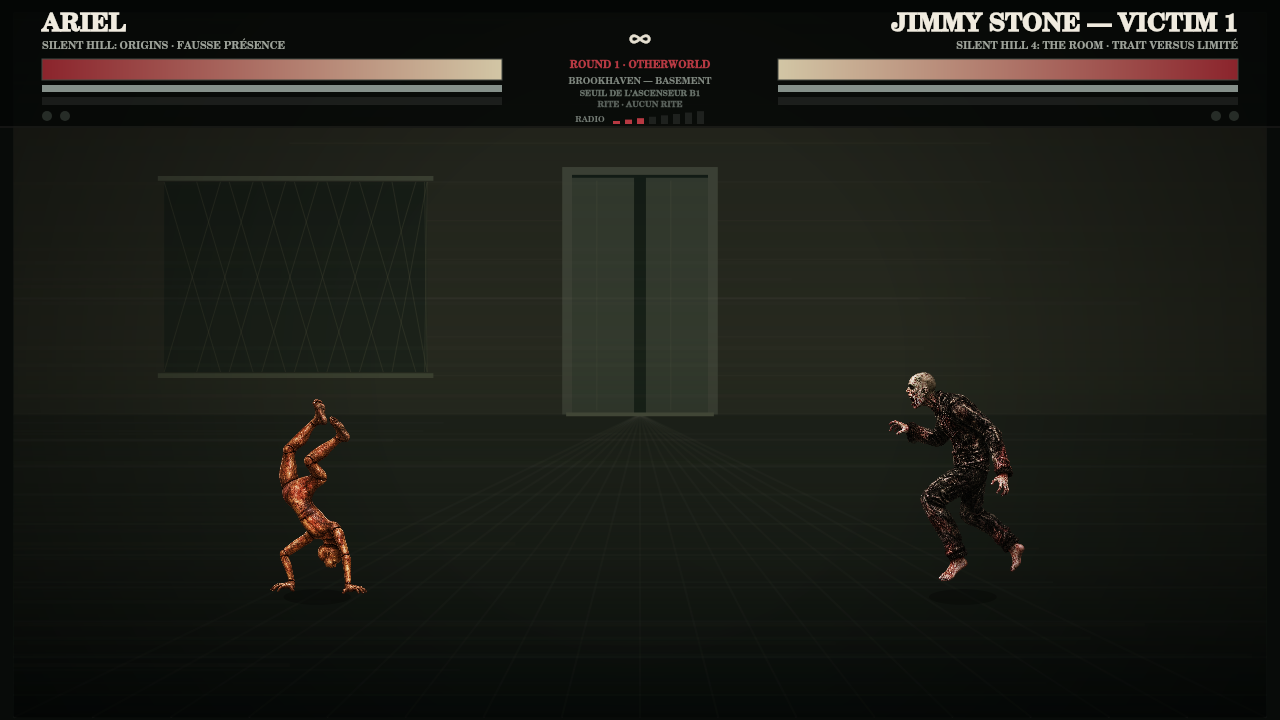 ARIEL
SILENT HILL: ORIGINS · FAUSSE PRÉSENCE
∞
ROUND 1 · OTHERWORLD
BROOKHAVEN — BASEMENT
SEUIL DE L'ASCENSEUR B1
RITE · AUCUN RITE
RADIO
JIMMY STONE — VICTIM 1
SILENT HILL 4: THE ROOM · TRAIT VERSUS LIMITÉ